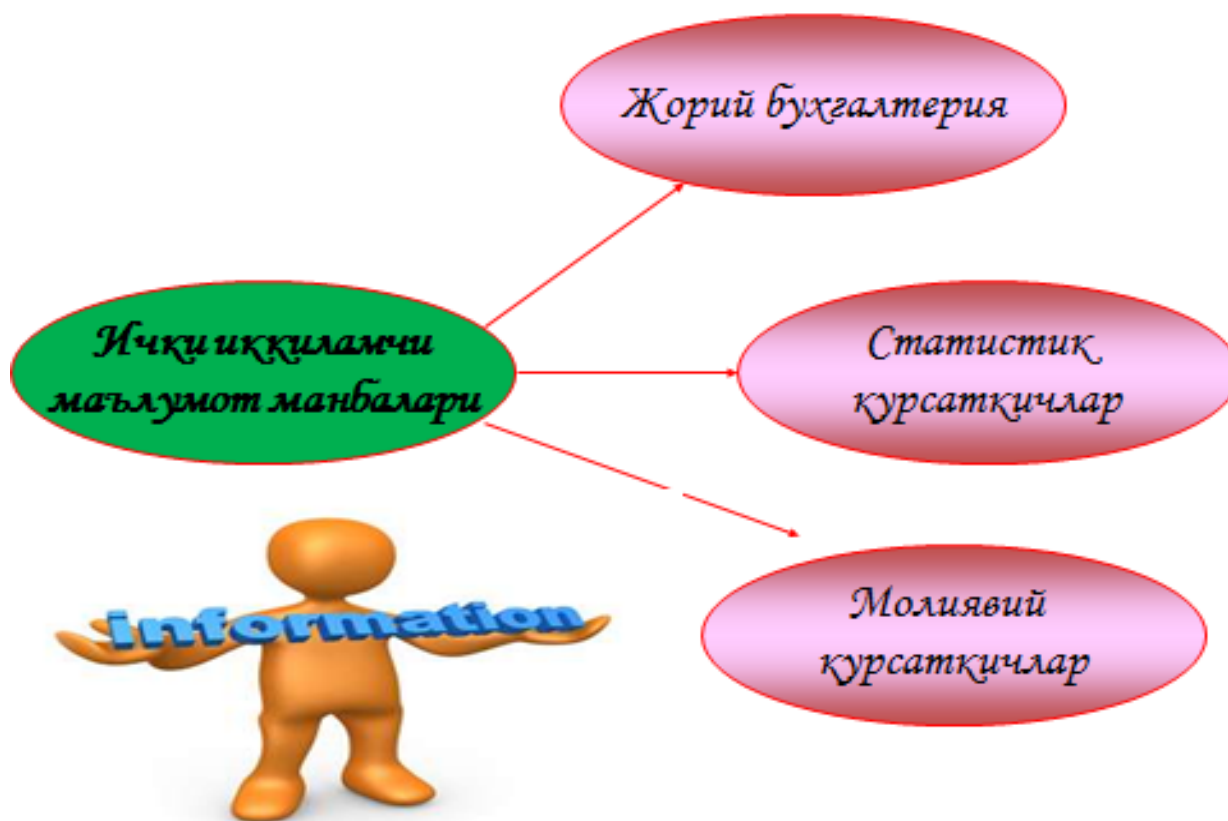 Жорий бухгалтерия
Ички иккиламчи
маълумот манбалари
Статистик
курсаткичлар
information
Молиявий
курсаткичлар